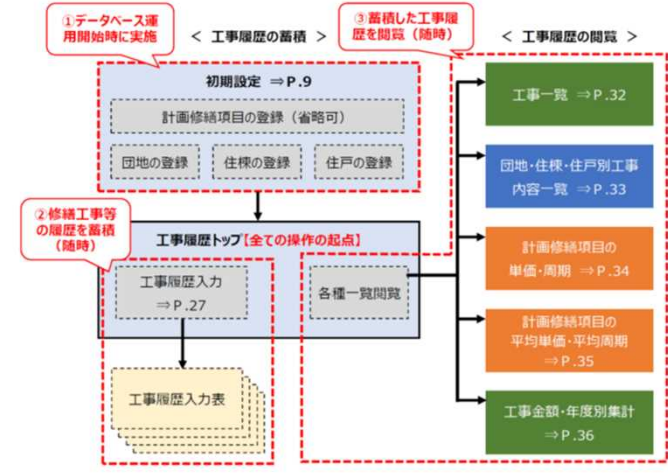 ①データベース運
用開始時に実施
＜ 工事履歴の蓄積 ＞
③蓄積した工事履
歴を閲覧（随時）
＜ 工事履歴の閲覧 ＞
初期設定 ⇒P.9
計画修繕項目の登録（省略可）
団地の登録
住棟の登録
住戸の登録
②修繕工事等
の履歴を蓄積
（随時）
工事履歴トップ【全ての操作の起点】
工事履歴入力
⇒P.27
各種一覧閲覧
工事履歴入力表
工事一覧 ⇒P.32
団地・住棟・住戸別工事
内容一覧 ⇒P.33
計画修繕項目の
単価・周期 ⇒P.34
計画修繕項目の
平均単価・平均周期
⇒P.35
工事金額・年度別集計
⇒P.36